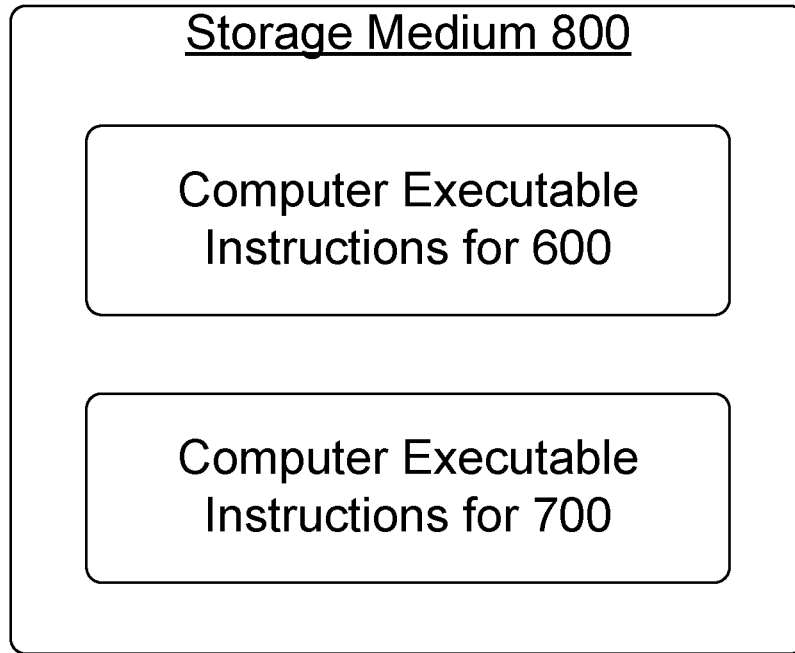 Storage Medium 800
Computer Executable
Instructions for 600
Computer Executable
Instructions for 700